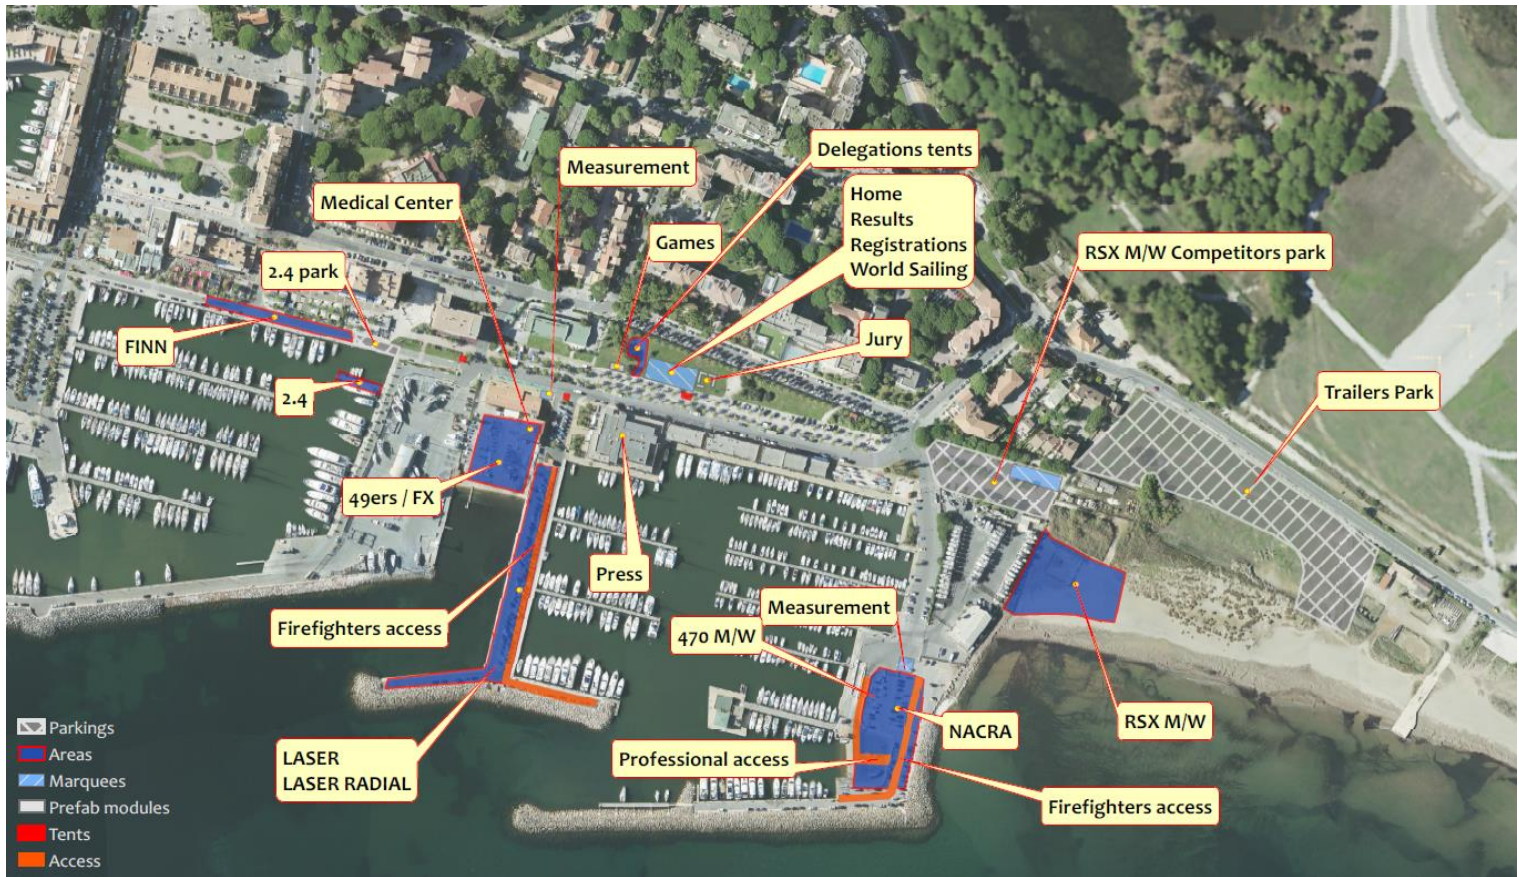 Delegations tents
Measurement
Medical Center
Home
Results
Registrations
World Sailing
Games
RSX M/W Competitors park
2.4 park
FINN
Jury
2.4
Trailers Park
49ers / FX
Press
Measurement
Firefighters access
470 M/W
RSX M/W
NACRA
Professional access
LASER
LASER RADIAL
Firefighters access
Parkings
Areas
Marquees
Prefab modules
Tents
Access